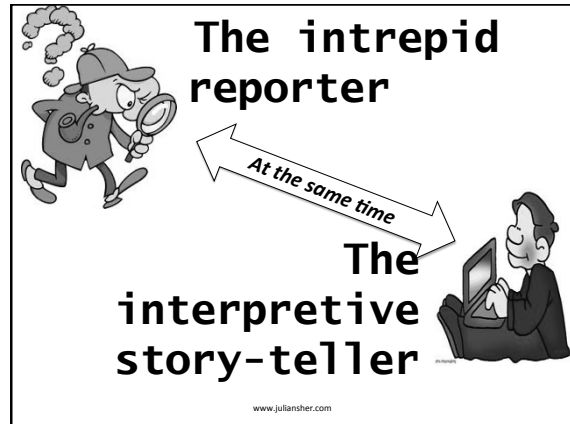 The intrepid
reporter
At the same time
The
interpretive
story-teller
www.juliansher.com